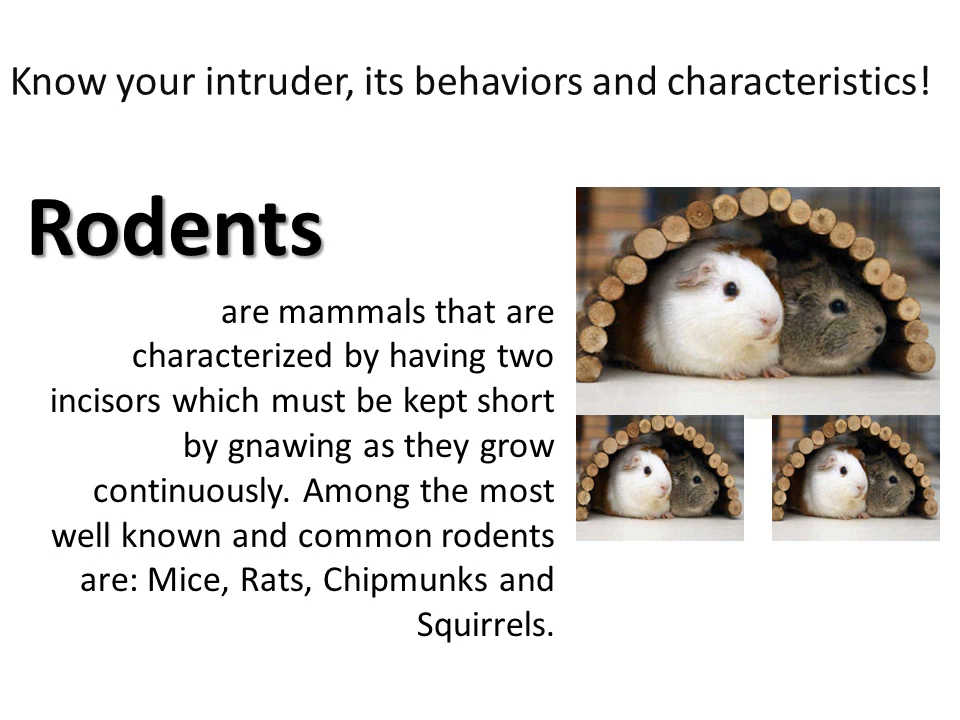 Know your intruder, its behaviors and characteristics!
Rodents
are mammals that are
characterized by having two
incisors which must be kept short
by gnawing as they grow
continuously. Among the most
well known and common rodents
are: Mice, Rats, Chipmunks and
Squirrels.